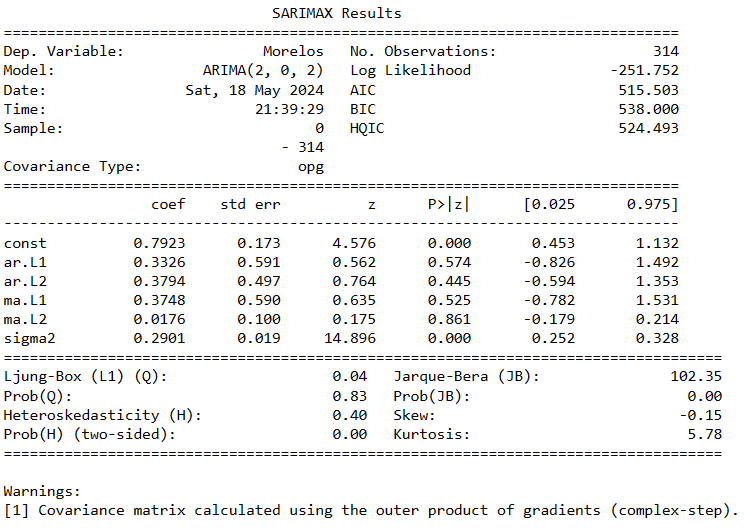 SARIMAX Results
==============================================================================
Dep. Variable:                Morelos   No. Observations:                  314
Model:                 ARIMA(2, 0, 2)   Log Likelihood                -251.752
Date:                Sat, 18 May 2024   AIC                            515.503
Time:                        21:39:29   BIC                            538.000
Sample:                             0   HQIC                           524.493
                                - 314
Covariance Type:                  opg
==============================================================================
                 coef    std err          z      P>|z|      [0.025      0.975]
------------------------------------------------------------------------------
const          0.7923      0.173      4.576      0.000       0.453       1.132
ar.L1          0.3326      0.591      0.562      0.574      -0.826       1.492
ar.L2          0.3794      0.497      0.764      0.445      -0.594       1.353
ma.L1          0.3748      0.590      0.635      0.525      -0.782       1.531
ma.L2          0.0176      0.100      0.175      0.861      -0.179       0.214
sigma2         0.2901      0.019     14.896      0.000       0.252       0.328
===================================================================================
Ljung-Box (L1) (Q):                   0.04   Jarque-Bera (JB):               102.35
Prob(Q):                              0.83   Prob(JB):                         0.00
Heteroskedasticity (H):               0.40   Skew:                            -0.15
Prob(H) (two-sided):                  0.00   Kurtosis:                         5.78
===================================================================================

Warnings:
[1] Covariance matrix calculated using the outer product of gradients (complex-step).